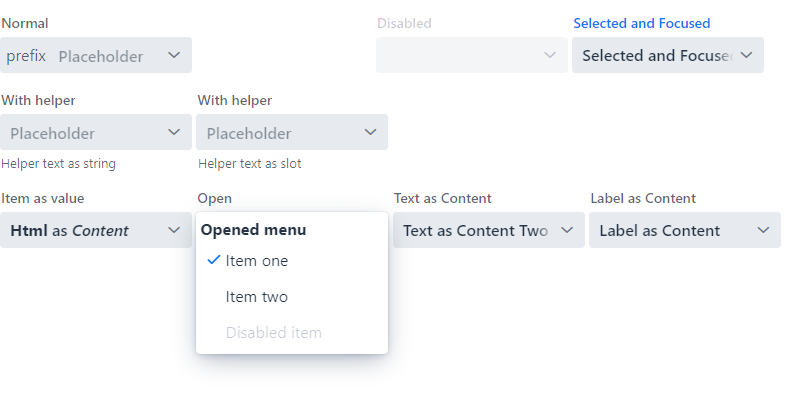 Normal
Disabled
Selected and Focused
prefix Placeholder
Selected and Focuse
With helper
With helper
Placeholder
Placeholder
Helper text as string
Helper text as slot
Item as value
Open
Text as Content
Label as Content
Html as Content
Opened menu
Text as Content Two
Label as Content
Item one
Item two
Disabled item